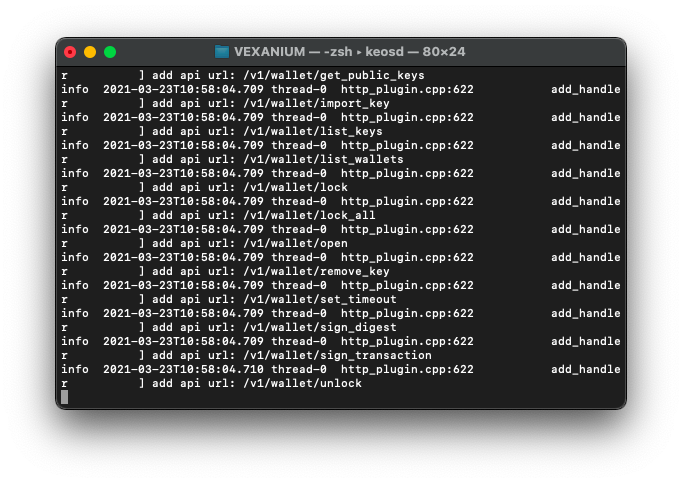 VEXANIUM — -zsh ▸ keosd — 80×24
r          ] add api url: /v1/wallet/get_public_keys
info  2021-03-23T10:58:04.709 thread-0  http_plugin.cpp:622           add_handle
r          ] add api url: /v1/wallet/import_key
info  2021-03-23T10:58:04.709 thread-0  http_plugin.cpp:622           add_handle
r          ] add api url: /v1/wallet/list_keys
info  2021-03-23T10:58:04.709 thread-0  http_plugin.cpp:622           add_handle
r          ] add api url: /v1/wallet/list_wallets
info  2021-03-23T10:58:04.709 thread-0  http_plugin.cpp:622           add_handle
r          ] add api url: /v1/wallet/lock
info  2021-03-23T10:58:04.709 thread-0  http_plugin.cpp:622           add_handle
r          ] add api url: /v1/wallet/lock_all
info  2021-03-23T10:58:04.709 thread-0  http_plugin.cpp:622           add_handle
r          ] add api url: /v1/wallet/open
info  2021-03-23T10:58:04.709 thread-0  http_plugin.cpp:622           add_handle
r          ] add api url: /v1/wallet/remove_key
info  2021-03-23T10:58:04.709 thread-0  http_plugin.cpp:622           add_handle
r          ] add api url: /v1/wallet/set_timeout
info  2021-03-23T10:58:04.709 thread-0  http_plugin.cpp:622           add_handle
r          ] add api url: /v1/wallet/sign_digest
info  2021-03-23T10:58:04.709 thread-0  http_plugin.cpp:622           add_handle
r          ] add api url: /v1/wallet/sign_transaction
info  2021-03-23T10:58:04.710 thread-0  http_plugin.cpp:622           add_handle
r          ] add api url: /v1/wallet/unlock